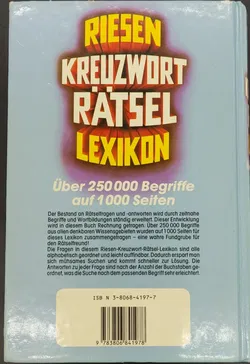 RIESEN
KREUZWORT
RÄTSEL
LEXIKON
Über 250 000 Begriffe
auf 1 000 Seiten
Der Bestand an Rätselfragen und -antworten wird durch zeitnahe
Begriffe und Wortbildungen ständig erweitert. Dieser Entwicklung
wird in diesem Buch Rechnung getragen. Über 250 000 Begriffe
aus allen denkbaren Wissensgebieten wurden auf 1 000 Seiten für
dieses Lexikon zusammengetragen – eine wahre Fundgrube für
den Rätselfreund!
Die Fragen in diesem Riesen-Kreuzwort-Rätsel-Lexikon sind alle
alphabetisch geordnet und leicht auffindbar. Dadurch erspart man
sich mühsames Suchen und kommt schneller zur Lösung. Die
Antworten zu jeder Frage sind nach der Anzahl der Buchstaben ge-
ordnet, was die Suche nach dem passenden Begriff sehr erleichtert.
ISBN 3-8068-4197-7
9 783806 841978